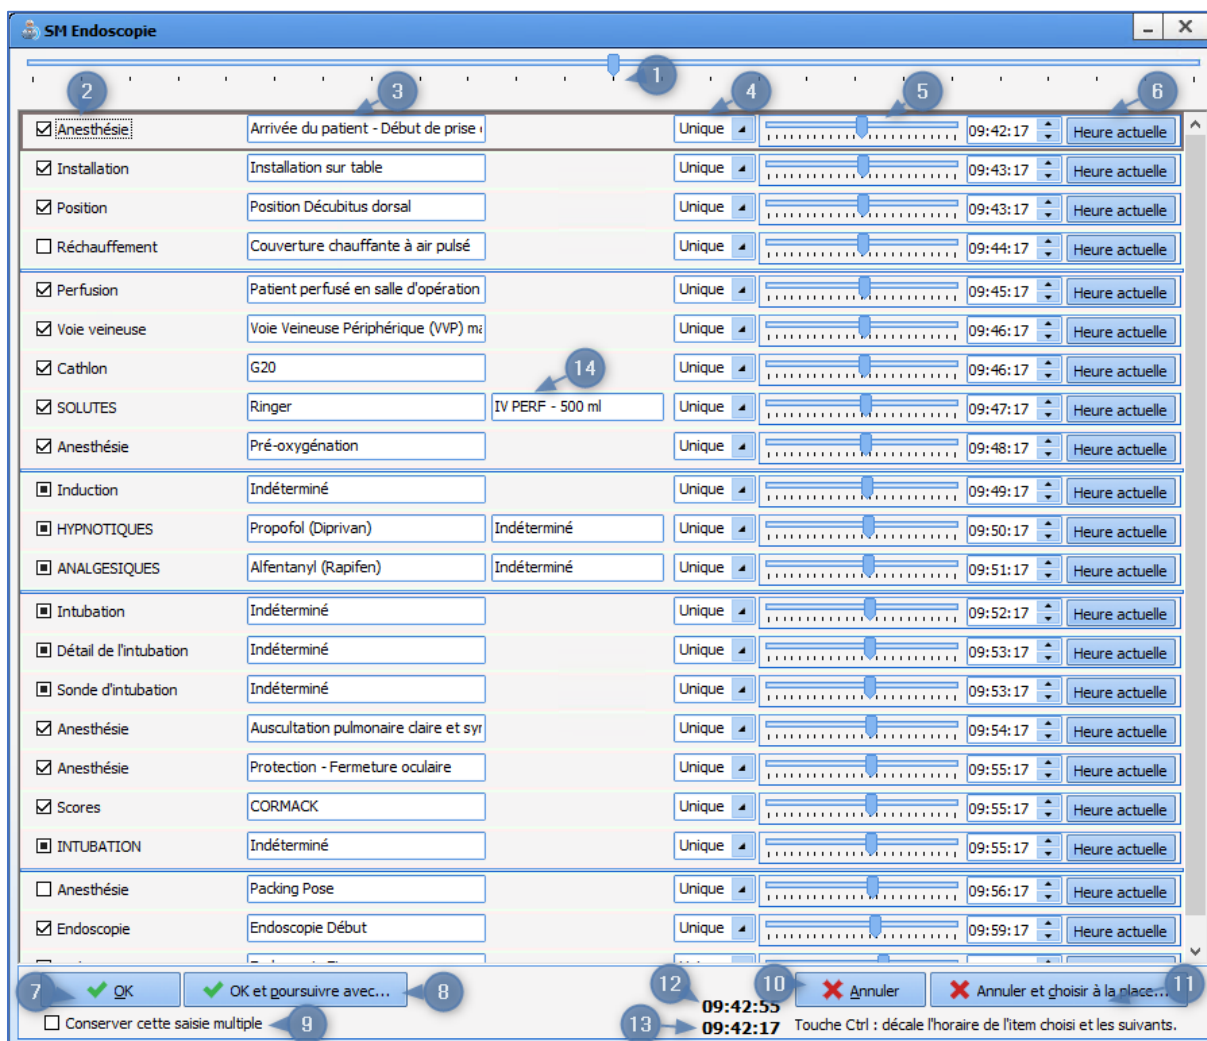 SM Endoscopie
1
2 3 4 5 6
Anesthésie Arrivée du patient - Début de prise Unique 09:42:17 Heure actuelle
Installation Installation sur table Unique 09:43:17 Heure actuelle
Position Position Décubitus dorsal Unique 09:43:17 Heure actuelle
Réchauffement Couverture chauffante à air pulsé Unique 09:44:17 Heure actuelle
Perfusion Patient perfusé en salle d'opération Unique 09:45:17 Heure actuelle
Voie veineuse Voie Veineuse Périphérique (VVP) ma Unique 09:46:17 Heure actuelle
Cathlon G20 Unique 09:46:17 Heure actuelle
14
SOLUTES Ringer IV PERF - 500 ml Unique 09:47:17 Heure actuelle
Anesthésie Pré-oxygénation Unique 09:48:17 Heure actuelle
Induction Indéterminé Unique 09:49:17 Heure actuelle
HYPNOTIQUES Propofol (Diprivan) Indéterminé Unique 09:50:17 Heure actuelle
ANALGESIQUES Alfentanyl (Rapifen) Indéterminé Unique 09:51:17 Heure actuelle
Intubation Indéterminé Unique 09:52:17 Heure actuelle
Détail de l'intubation Indéterminé Unique 09:53:17 Heure actuelle
Sonde d'intubation Indéterminé Unique 09:53:17 Heure actuelle
Anesthésie Auscultation pulmonaire claire et syr Unique 09:54:17 Heure actuelle
Anesthésie Protection - Fermeture oculaire Unique 09:55:17 Heure actuelle
Scores CORMACK Unique 09:55:17 Heure actuelle
INTUBATION Indéterminé Unique 09:55:17 Heure actuelle
Anesthésie Packing Pose Unique 09:56:17 Heure actuelle
Endoscopie Endoscopie Début Unique 09:59:17 Heure actuelle
7 OK OK et poursuivre avec... 8 12 09:42:55 10 Annuler Annuler et choisir à la place... 11
Conserver cette saisie multiple 9 13 09:42:17 Touche Ctrl : décale l'horaire de l'item choisi et les suivants.